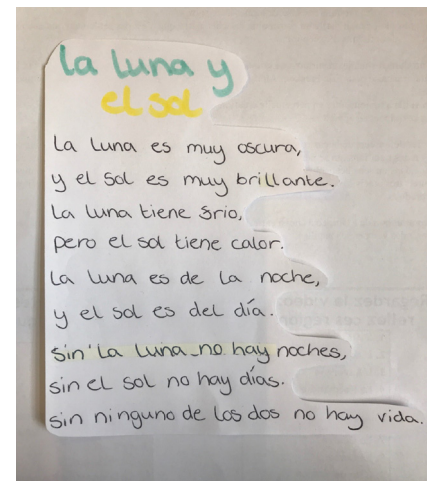 la luna y
el sol
La luna es muy oscura,
y el sol es muy brillante.
La luna tiene frio,
pero el sol tiene calor.
La luna es de la noche,
y el sol es del día.
Sin La luna no hay noches,
sin el sol no hay días.
sin ninguno de los dos no hay vida.